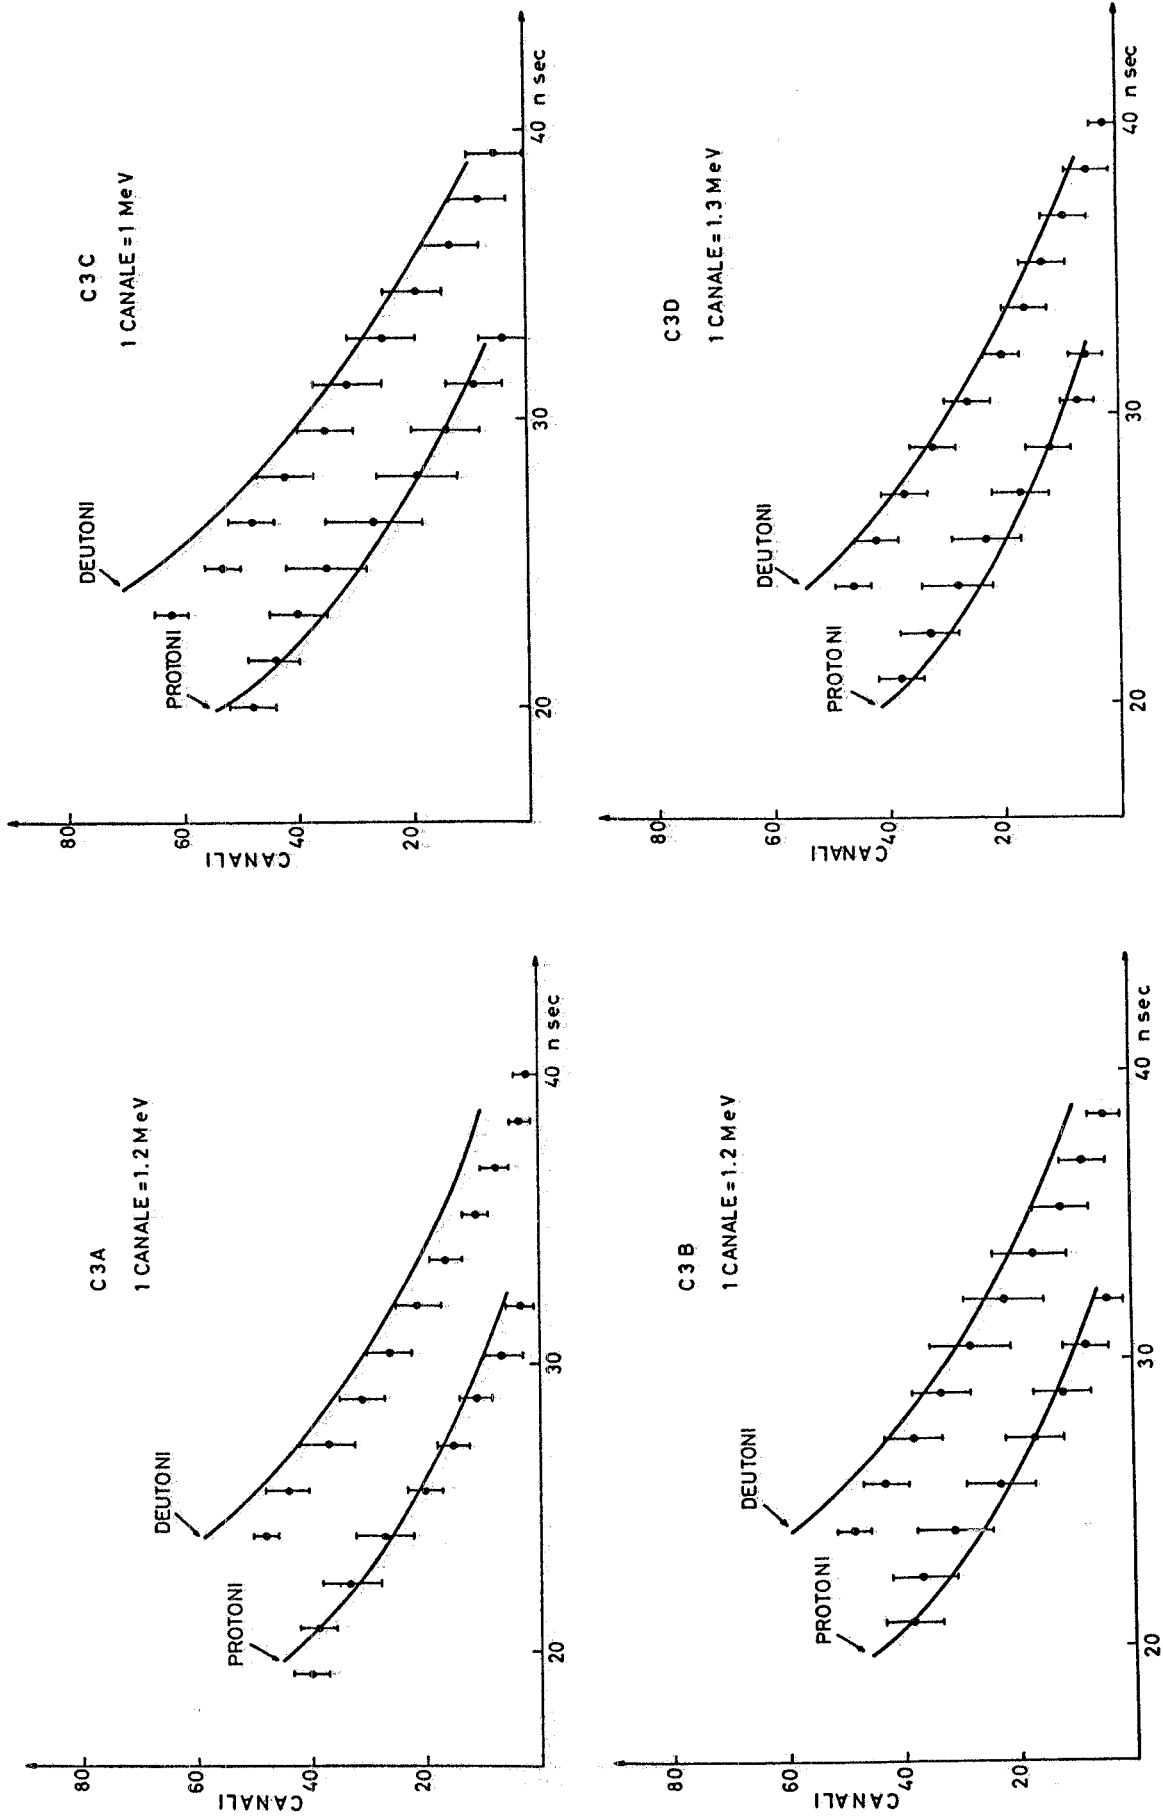 C3A
1 CANALE = 1.2 MeV
DEUTONI
PROTONI
CANALI
80
60
40
20
20
30
40 n sec
C3B
1 CANALE = 1.2 MeV
DEUTONI
PROTONI
CANALI
80
60
40
20
20
30
40 n sec
C3C
1 CANALE = 1 MeV
DEUTONI
PROTONI
CANALI
80
60
40
20
20
30
40 n sec
C3D
1 CANALE = 1.3 MeV
DEUTONI
PROTONI
CANALI
80
60
40
20
20
30
40 n sec